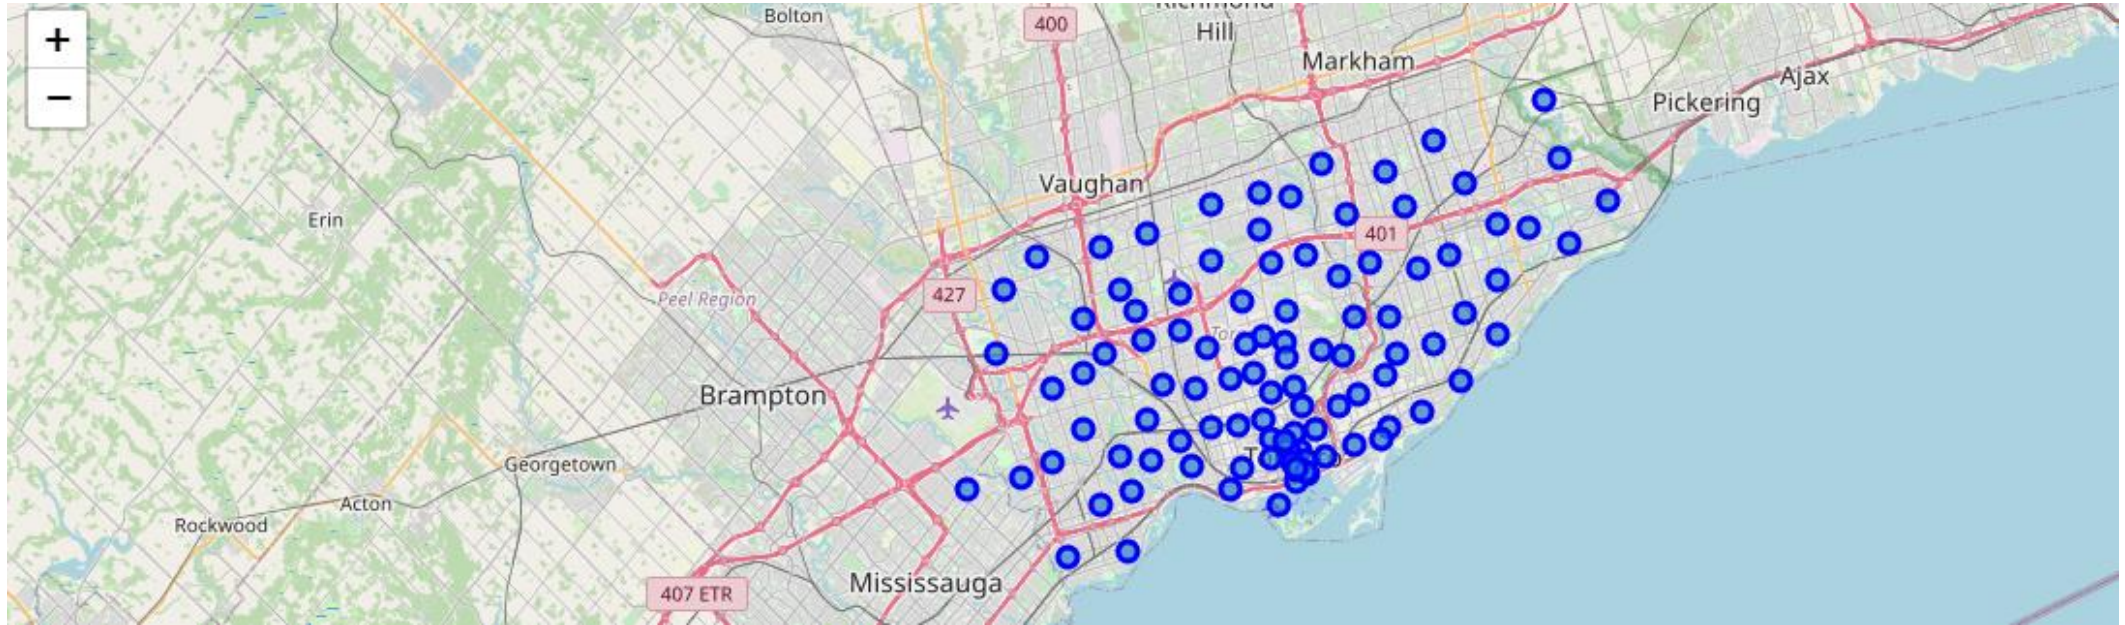 +
−
Bolton
400
Richmond
Hill
Markham
Ajax
Pickering
Vaughan
Erin
401
427
Peel Region
Brampton
Georgetown
Acton
Rockwood
Mississauga
407 ETR